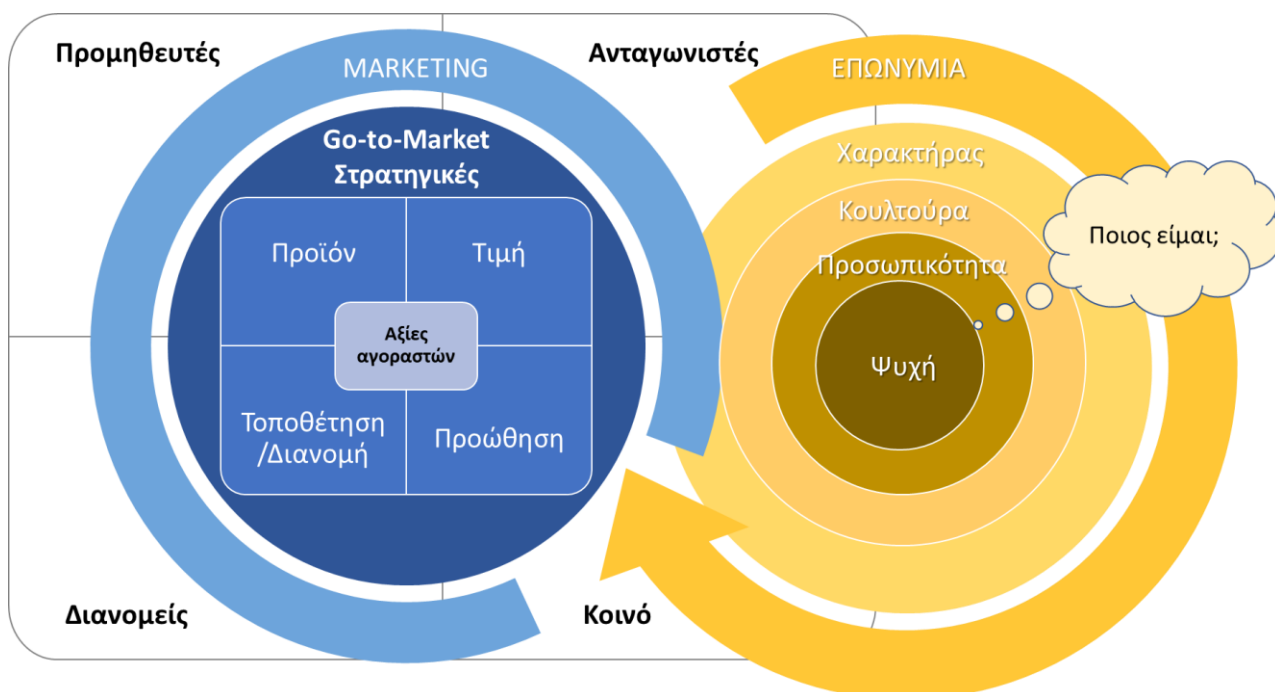 Προμηθευτές
Ανταγωνιστές
MARKETING
ΕΠΩΝΥΜΙΑ
Go-to-Market
Στρατηγικές
Προϊόν
Τιμή
Αξίες
αγοραστών
Τοποθέτηση
/Διανομή
Προώθηση
Χαρακτήρας
Κουλτούρα
Προσωπικότητα
Ψυχή
Ποιος είμαι;
Διανομείς
Κοινό